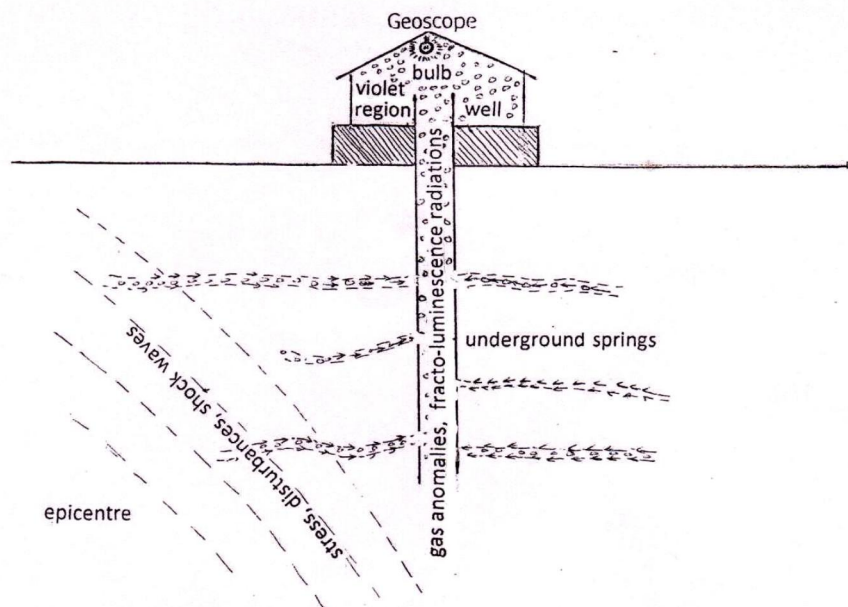 Geoscope
bulb
violet
region
well
gas anomalies, fracto-luminescence radiations
underground springs
stress, disturbances, shock waves
epicentre